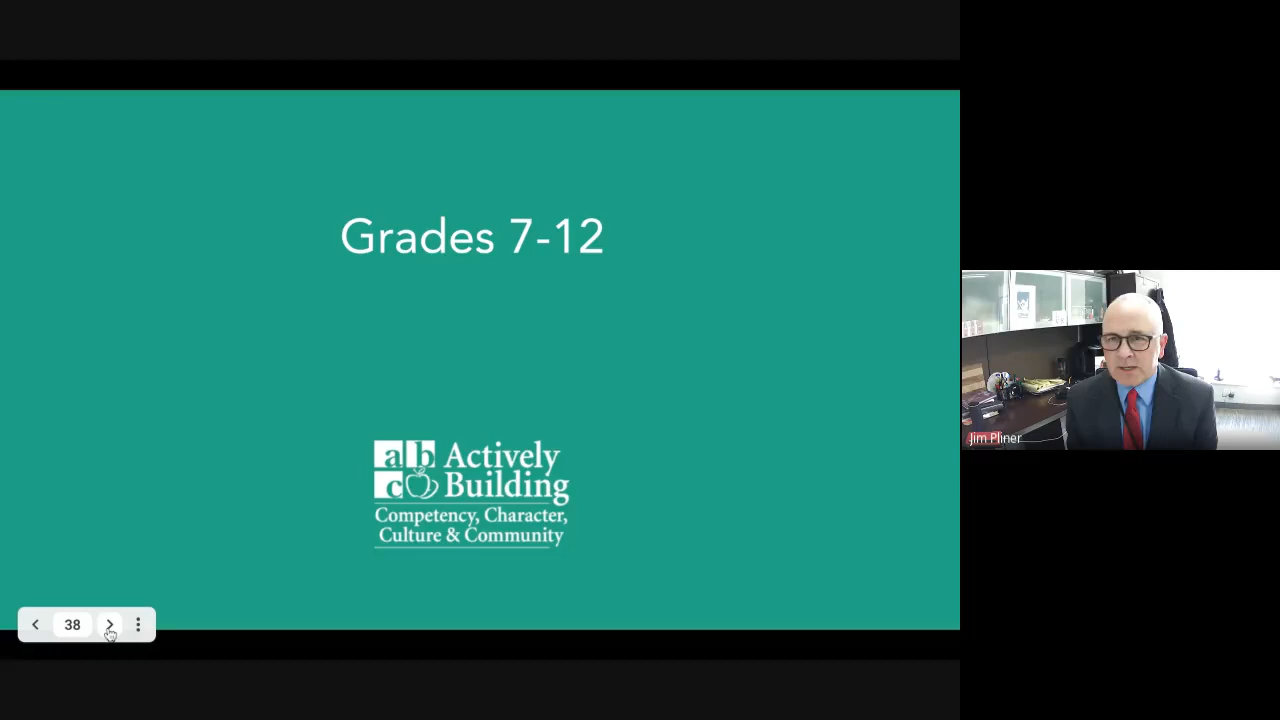 Grades 7-12
a b
c
Actively
Building
Competency, Character,
Culture & Community
38
Jim Pliner